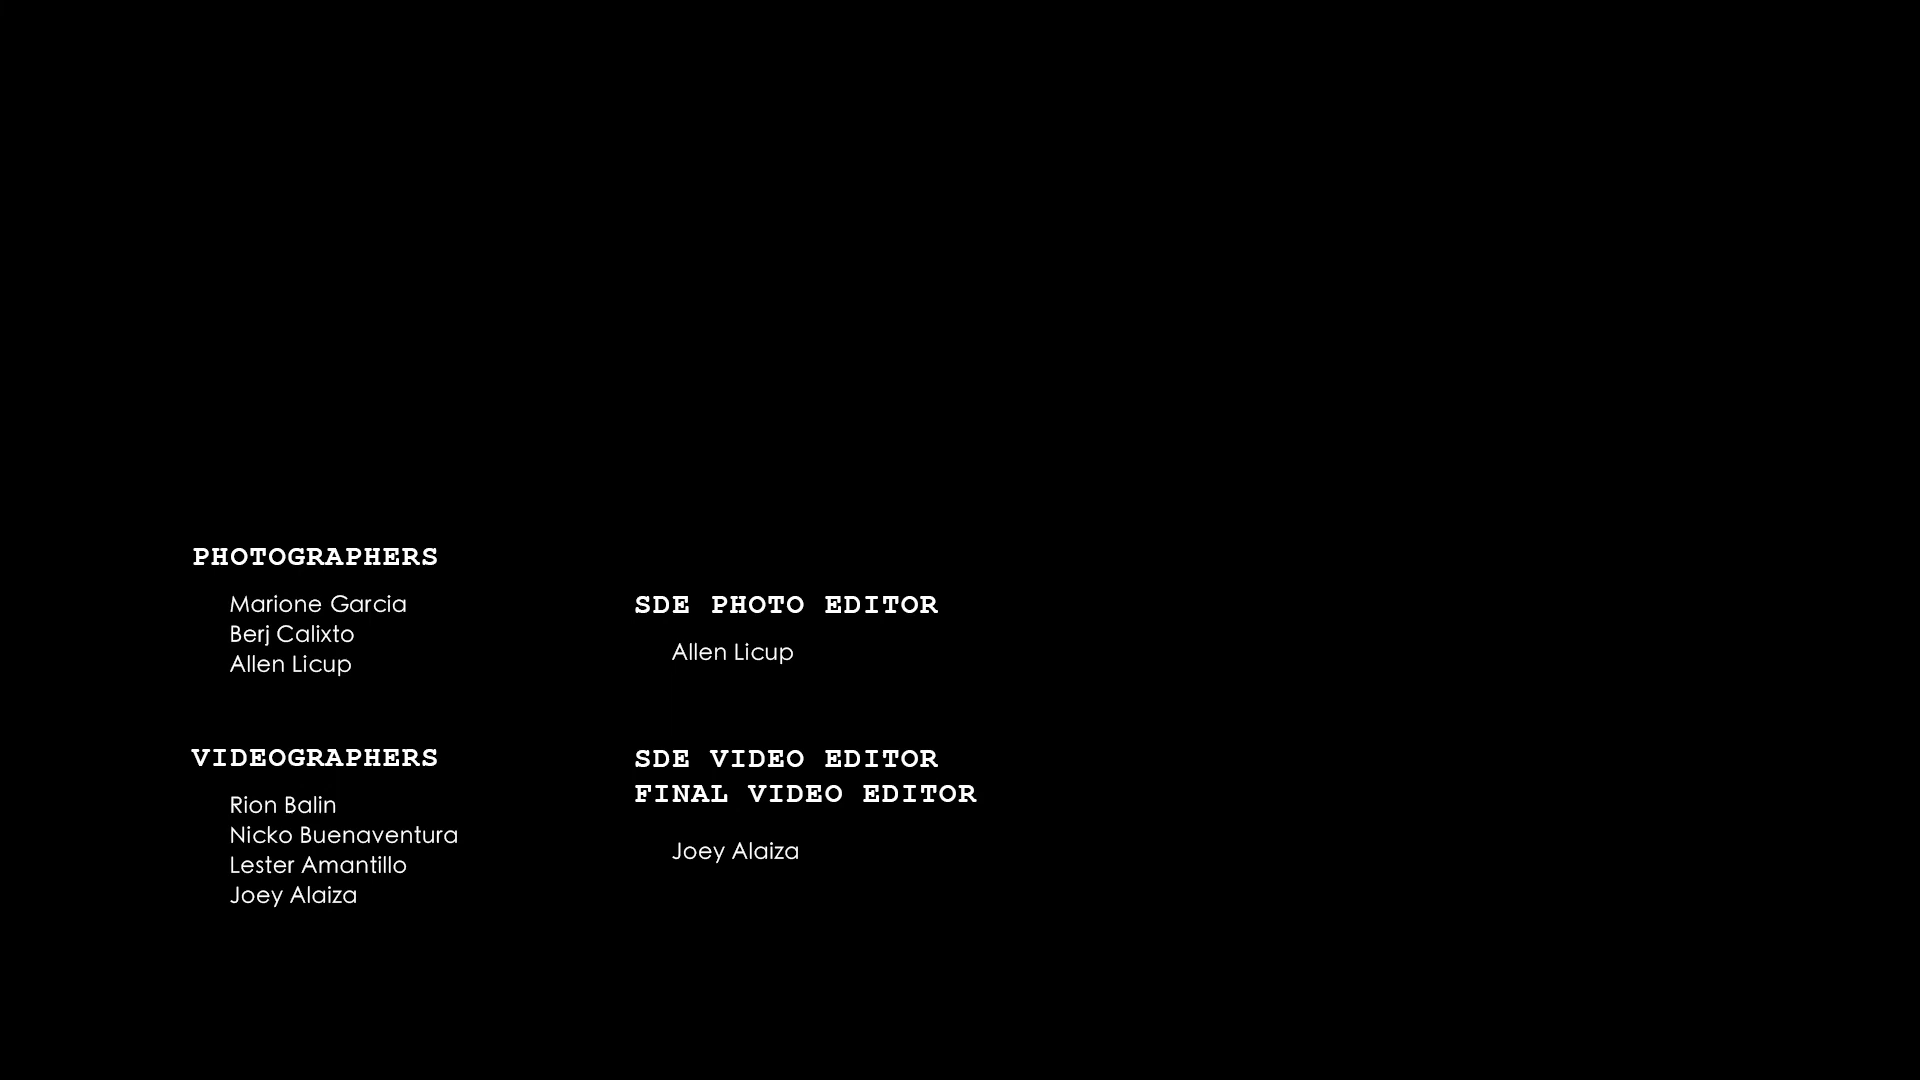 PHOTOGRAPHERS
Marione Garcia
Berj Calixto
Allen Licup
VIDEOGRAPHERS
Rion Balin
Nicko Buenaventura
Lester Amantillo
Joey Alaiza
SDE PHOTO EDITOR
Allen Licup
SDE VIDEO EDITOR
FINAL VIDEO EDITOR
Joey Alaiza